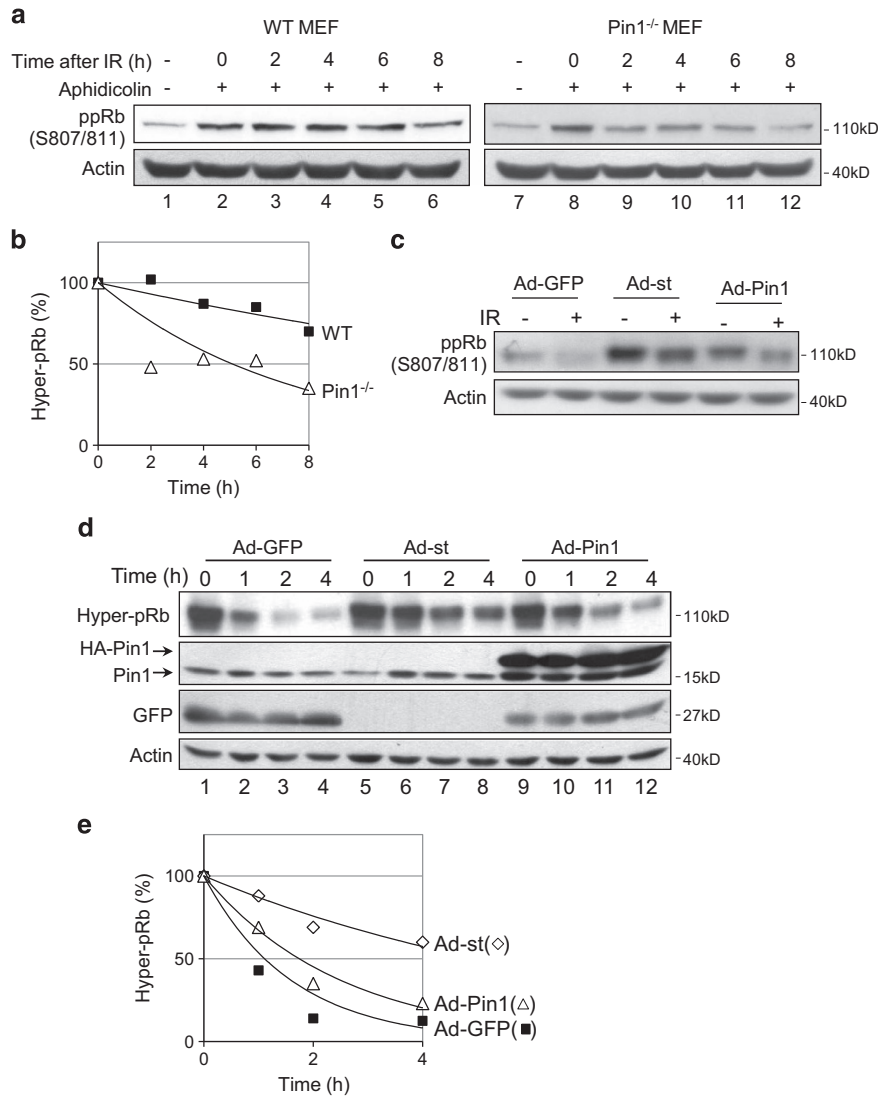 a
WT MEF
Pin1-/- MEF
Time after IR (h) - 0 2 4 6 8 - 0 2 4 6 8
Aphidicolin - + + + + + - + + + + +
ppRb
(S807/811)
- 110kD
Actin
- 40kD
1 2 3 4 5 6 7 8 9 10 11 12
b
Hyper-pRb (%)
100
50
0
WT
Pin1-/-
0 2 4 6 8
Time (h)
c
Ad-GFP Ad-st Ad-Pin1
IR - + - + - +
ppRb
(S807/811)
- 110kD
Actin
- 40kD
d
Ad-GFP Ad-st Ad-Pin1
Time (h) 0 1 2 4 0 1 2 4 0 1 2 4
Hyper-pRb
- 110kD
HA-Pin1→
Pin1→
- 15kD
GFP
- 27kD
Actin
- 40kD
1 2 3 4 5 6 7 8 9 10 11 12
e
Hyper-pRb (%)
100
50
0
Ad-st(◇)
Ad-Pin1(△)
Ad-GFP(■)
0 2 4
Time (h)